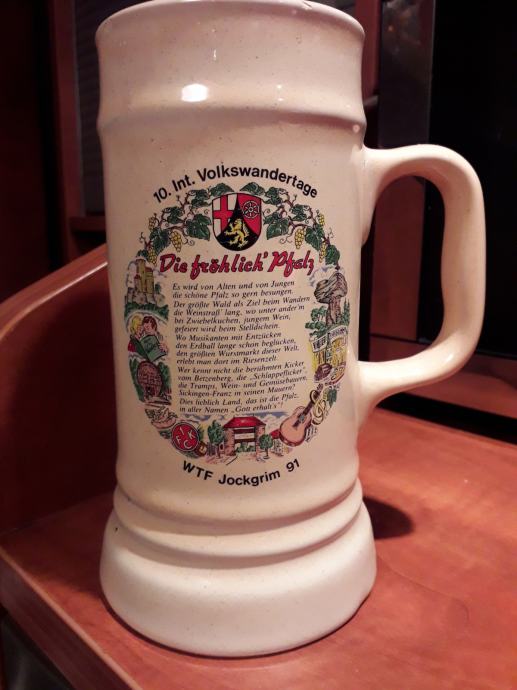 10. Int. Volkswandertage
Die fröhlich' Pfalz
Es wird von Alten und von Jungen
die schöne Pfalz so gern besungen.
Der größte Wald als Ziel beim Wandern
die Weinstraß' lang, wo unter ander'm
bei Zwiebelkuchen, jungem Wein,
gefeiert wird beim Stelldichein.
Wo Musikanten mit Entzücken
den Erdball lange schon beglücken,
den größten Wurstmarkt dieser Welt,
erlebt man dort im Riesenzelt.
Wer kennt nicht die berühmten Kicker
vom Betzenberg, die „Schlappeflicker",
die Tramps, Wein- und Gemüsebauern,
Sickingen-Franz in seinen Mauern?
Dies lieblich Land, das ist die Pfalz,
in aller Namen „Gott erhalt's"!
FCK
WTF Jockgrim 91